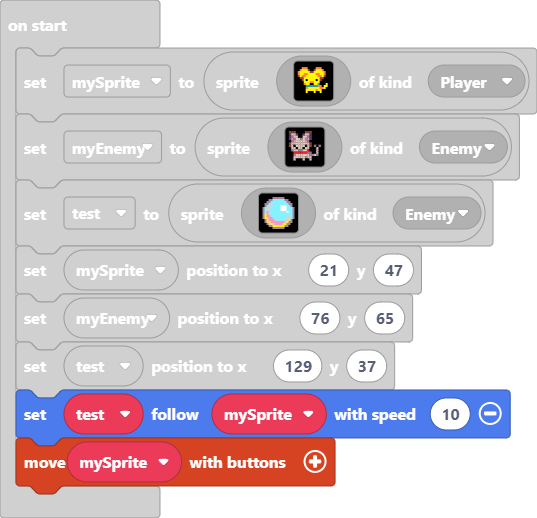 on start
set mySprite to sprite of kind Player
set myEnemy to sprite of kind Enemy
set test to sprite of kind Enemy
set mySprite position to x 21 y 47
set myEnemy position to x 76 y 65
set test position to x 129 y 37
set test follow mySprite with speed 10
move mySprite with buttons